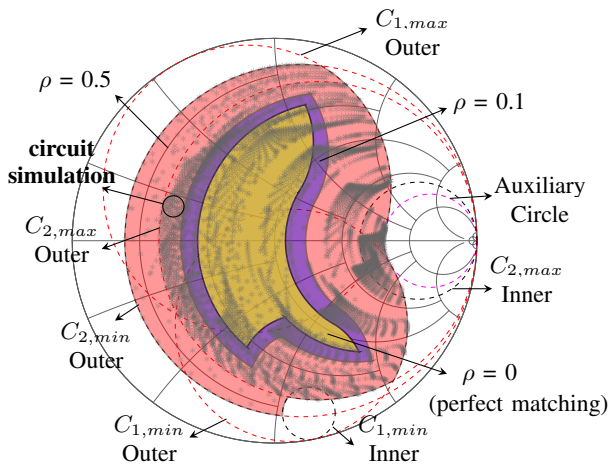 C_{1,max}
Outer
ρ = 0.5
ρ = 0.1
circuit
simulation
Auxiliary
Circle
C_{2,max}
Outer
C_{2,max}
Inner
C_{2,min}
Outer
ρ = 0
(perfect matching)
C_{1,min}
Outer
C_{1,min}
Inner